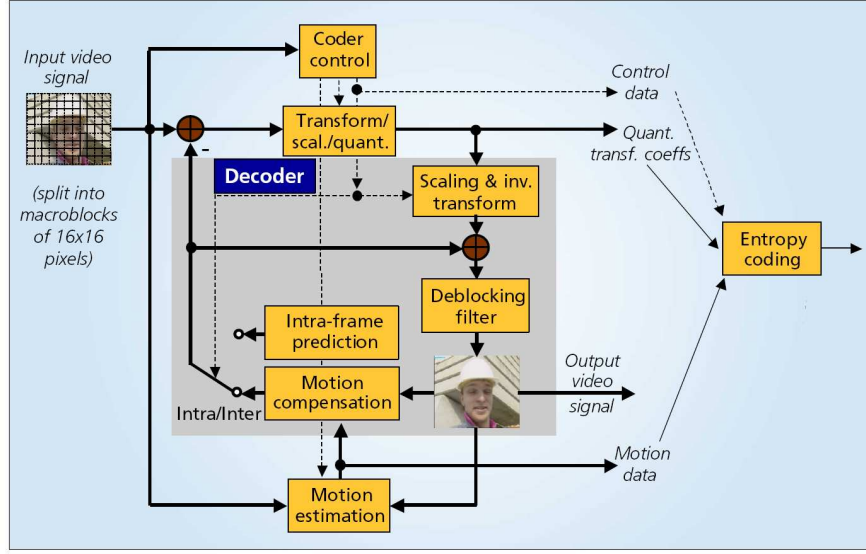 Input video
signal
Coder
control
Control
data
Transform/
scal./quant.
Quant.
transf. coeffs
-
Decoder
Scaling & inv.
transform
(split into
macroblocks
of 16x16
pixels)
Entropy
coding
Deblocking
filter
Intra-frame
prediction
Output
video
signal
Motion
compensation
Intra/Inter
Motion
data
Motion
estimation